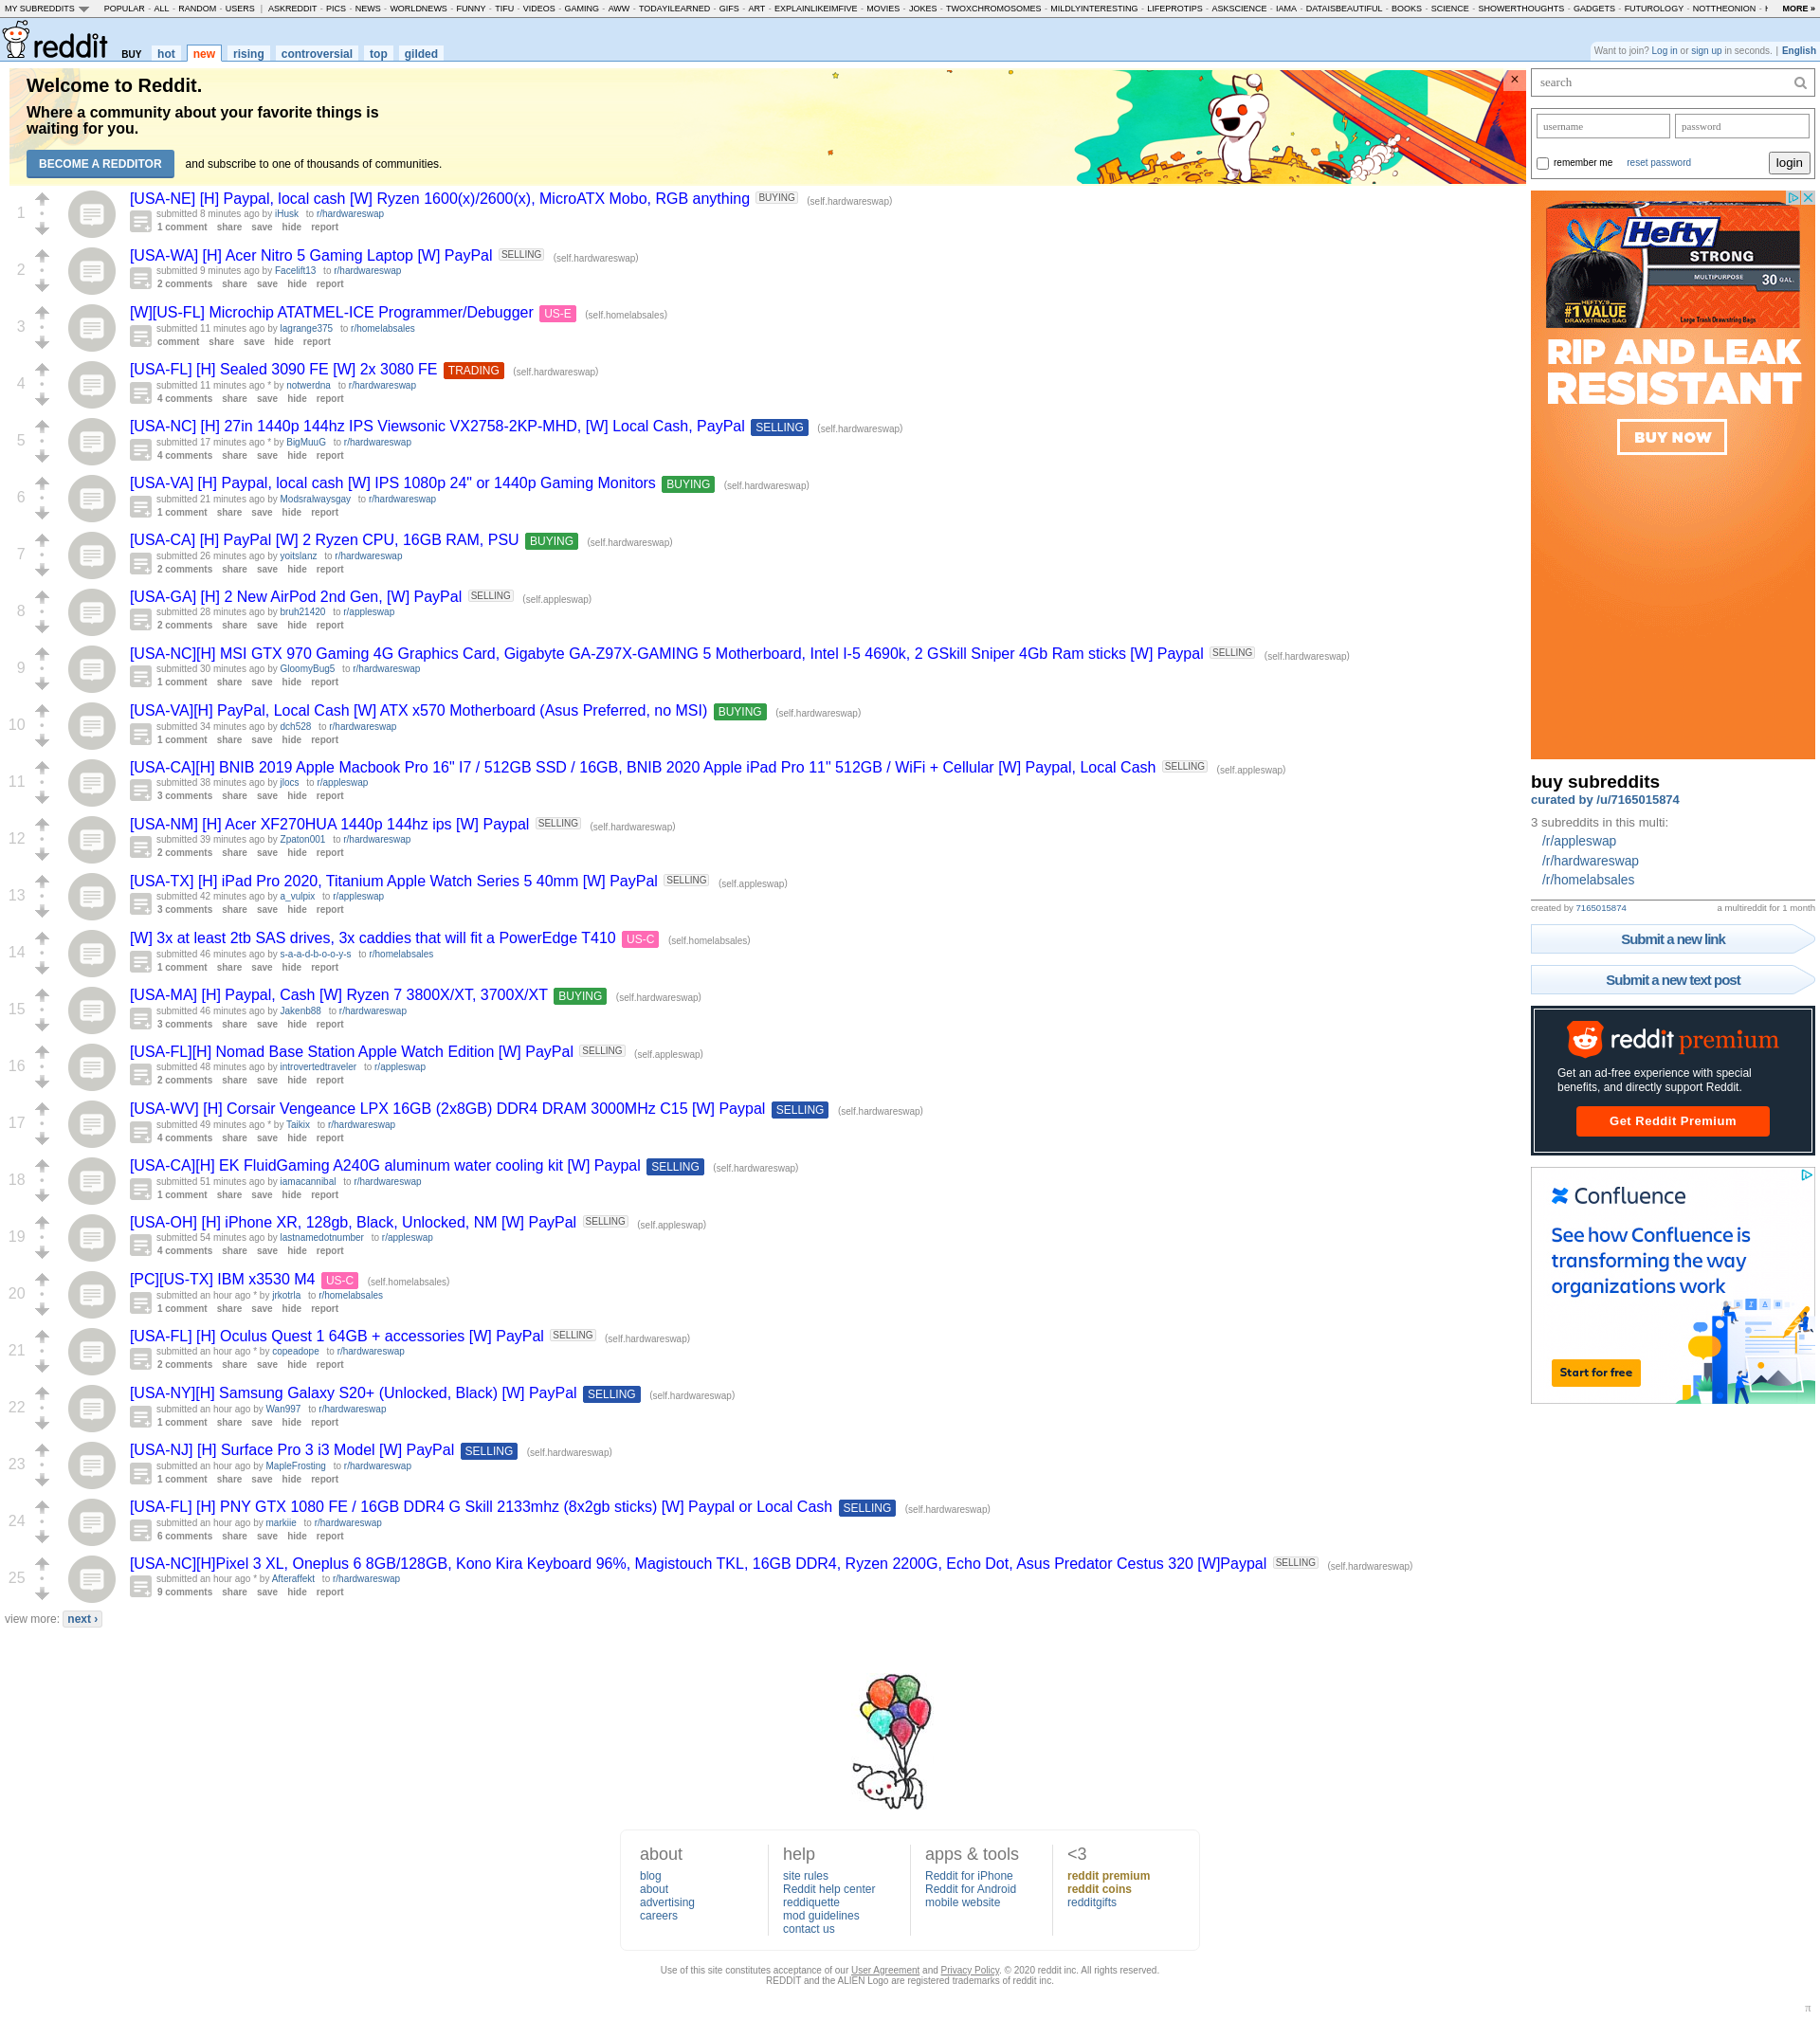 MY SUBREDDITS POPULAR - ALL - RANDOM - USERS | ASKREDDIT - PICS - NEWS - WORLDNEWS - FUNNY - TIFU - VIDEOS - GAMING - AWW - TODAYILEARNED - GIFS - ART - EXPLAINLIKEIMFIVE - MOVIES - JOKES - TWOXCHROMOSOMES - MILDLYINTERESTING - LIFEPROTIPS - ASKSCIENCE - IAMA - DATAISBEAUTIFUL - BOOKS - SCIENCE - SHOWERTHOUGHTS - GADGETS - FUTUROLOGY - NOTTHEONION - MORE »
reddit BUY hot new rising controversial top gilded
Want to join? Log in or sign up in seconds. | English
Welcome to Reddit.
Where a community about your favorite things is
waiting for you.
BECOME A REDDITOR and subscribe to one of thousands of communities.
1
[USA-NE] [H] Paypal, local cash [W] Ryzen 1600(x)/2600(x), MicroATX Mobo, RGB anything BUYING (self.hardwareswap)
submitted 8 minutes ago by iHusk to r/hardwareswap
1 comment share save hide report
2
[USA-WA] [H] Acer Nitro 5 Gaming Laptop [W] PayPal SELLING (self.hardwareswap)
submitted 9 minutes ago by Facelift13 to r/hardwareswap
2 comments share save hide report
3
[W][US-FL] Microchip ATATMEL-ICE Programmer/Debugger US-E (self.homelabsales)
submitted 11 minutes ago by lagrange375 to r/homelabsales
comment share save hide report
4
[USA-FL] [H] Sealed 3090 FE [W] 2x 3080 FE TRADING (self.hardwareswap)
submitted 11 minutes ago * by notwerdna to r/hardwareswap
4 comments share save hide report
5
[USA-NC] [H] 27in 1440p 144hz IPS Viewsonic VX2758-2KP-MHD, [W] Local Cash, PayPal SELLING (self.hardwareswap)
submitted 17 minutes ago * by BigMuuG to r/hardwareswap
4 comments share save hide report
6
[USA-VA] [H] Paypal, local cash [W] IPS 1080p 24" or 1440p Gaming Monitors BUYING (self.hardwareswap)
submitted 21 minutes ago by Modsralwaysgay to r/hardwareswap
1 comment share save hide report
7
[USA-CA] [H] PayPal [W] 2 Ryzen CPU, 16GB RAM, PSU BUYING (self.hardwareswap)
submitted 26 minutes ago by yoitslanz to r/hardwareswap
2 comments share save hide report
8
[USA-GA] [H] 2 New AirPod 2nd Gen, [W] PayPal SELLING (self.appleswap)
submitted 28 minutes ago by bruh21420 to r/appleswap
2 comments share save hide report
9
[USA-NC][H] MSI GTX 970 Gaming 4G Graphics Card, Gigabyte GA-Z97X-GAMING 5 Motherboard, Intel I-5 4690k, 2 GSkill Sniper 4Gb Ram sticks [W] Paypal SELLING (self.hardwareswap)
submitted 30 minutes ago by GloomyBug5 to r/hardwareswap
1 comment share save hide report
10
[USA-VA][H] PayPal, Local Cash [W] ATX x570 Motherboard (Asus Preferred, no MSI) BUYING (self.hardwareswap)
submitted 34 minutes ago by dch528 to r/hardwareswap
1 comment share save hide report
11
[USA-CA][H] BNIB 2019 Apple Macbook Pro 16" I7 / 512GB SSD / 16GB, BNIB 2020 Apple iPad Pro 11" 512GB / WiFi + Cellular [W] Paypal, Local Cash SELLING (self.appleswap)
submitted 38 minutes ago by jlocs to r/appleswap
3 comments share save hide report
12
[USA-NM] [H] Acer XF270HUA 1440p 144hz ips [W] Paypal SELLING (self.hardwareswap)
submitted 39 minutes ago by Zpaton001 to r/hardwareswap
2 comments share save hide report
13
[USA-TX] [H] iPad Pro 2020, Titanium Apple Watch Series 5 40mm [W] PayPal SELLING (self.appleswap)
submitted 42 minutes ago by a_vulpix to r/appleswap
3 comments share save hide report
14
[W] 3x at least 2tb SAS drives, 3x caddies that will fit a PowerEdge T410 US-C (self.homelabsales)
submitted 46 minutes ago by s-a-a-d-b-o-o-y-s to r/homelabsales
1 comment share save hide report
15
[USA-MA] [H] Paypal, Cash [W] Ryzen 7 3800X/XT, 3700X/XT BUYING (self.hardwareswap)
submitted 46 minutes ago by Jakenb88 to r/hardwareswap
3 comments share save hide report
16
[USA-FL][H] Nomad Base Station Apple Watch Edition [W] PayPal SELLING (self.appleswap)
submitted 48 minutes ago by introvertedtraveler to r/appleswap
2 comments share save hide report
17
[USA-WV] [H] Corsair Vengeance LPX 16GB (2x8GB) DDR4 DRAM 3000MHz C15 [W] Paypal SELLING (self.hardwareswap)
submitted 49 minutes ago * by Taikix to r/hardwareswap
4 comments share save hide report
18
[USA-CA][H] EK FluidGaming A240G aluminum water cooling kit [W] Paypal SELLING (self.hardwareswap)
submitted 51 minutes ago by iamacannibal to r/hardwareswap
1 comment share save hide report
19
[USA-OH] [H] iPhone XR, 128gb, Black, Unlocked, NM [W] PayPal SELLING (self.appleswap)
submitted 54 minutes ago by lastnamedotnumber to r/appleswap
4 comments share save hide report
20
[PC][US-TX] IBM x3530 M4 US-C (self.homelabsales)
submitted an hour ago * by jrkotrla to r/homelabsales
1 comment share save hide report
21
[USA-FL] [H] Oculus Quest 1 64GB + accessories [W] PayPal SELLING (self.hardwareswap)
submitted an hour ago * by copeadope to r/hardwareswap
2 comments share save hide report
22
[USA-NY][H] Samsung Galaxy S20+ (Unlocked, Black) [W] PayPal SELLING (self.hardwareswap)
submitted an hour ago by Wan997 to r/hardwareswap
1 comment share save hide report
23
[USA-NJ] [H] Surface Pro 3 i3 Model [W] PayPal SELLING (self.hardwareswap)
submitted an hour ago by MapleFrosting to r/hardwareswap
1 comment share save hide report
24
[USA-FL] [H] PNY GTX 1080 FE / 16GB DDR4 G Skill 2133mhz (8x2gb sticks) [W] Paypal or Local Cash SELLING (self.hardwareswap)
submitted an hour ago by markiie to r/hardwareswap
6 comments share save hide report
25
[USA-NC][H]Pixel 3 XL, Oneplus 6 8GB/128GB, Kono Kira Keyboard 96%, Magistouch TKL, 16GB DDR4, Ryzen 2200G, Echo Dot, Asus Predator Cestus 320 [W]Paypal SELLING (self.hardwareswap)
submitted an hour ago * by Afteraffekt to r/hardwareswap
9 comments share save hide report
view more: next ›
search
username password
remember me reset password login
Hefty
STRONG
MULTIPURPOSE 30 GAL.
HEFTY'S
#1 VALUE
DRAWSTRING BAG
Large Trash Drawstring Bags
RIP AND LEAK
RESISTANT
BUY NOW
buy subreddits
curated by /u/7165015874
3 subreddits in this multi:
/r/appleswap
/r/hardwareswap
/r/homelabsales
created by 7165015874 a multireddit for 1 month
Submit a new link
Submit a new text post
reddit premium
Get an ad-free experience with special
benefits, and directly support Reddit.
Get Reddit Premium
Confluence
See how Confluence is
transforming the way
organizations work
Start for free
about
blog
about
advertising
careers
help
site rules
Reddit help center
reddiquette
mod guidelines
contact us
apps & tools
Reddit for iPhone
Reddit for Android
mobile website
<3
reddit premium
reddit coins
redditgifts
Use of this site constitutes acceptance of our User Agreement and Privacy Policy. © 2020 reddit inc. All rights reserved.
REDDIT and the ALIEN Logo are registered trademarks of reddit inc.
π